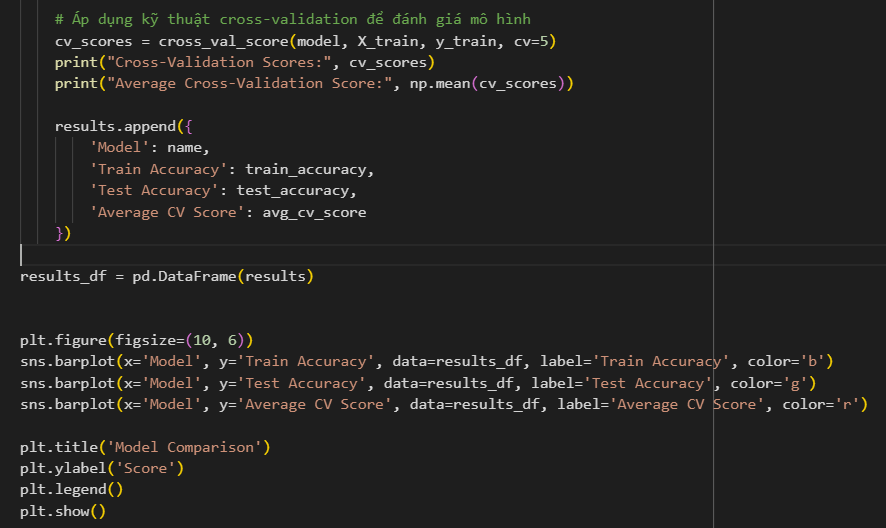 # Áp dụng kỹ thuật cross-validation để đánh giá mô hình
cv_scores = cross_val_score(model, X_train, y_train, cv=5)
print("Cross-Validation Scores:", cv_scores)
print("Average Cross-Validation Score:", np.mean(cv_scores))
results.append({
'Model': name,
'Train Accuracy': train_accuracy,
'Test Accuracy': test_accuracy,
'Average CV Score': avg_cv_score
})
results_df = pd.DataFrame(results)
plt.figure(figsize=(10, 6))
sns.barplot(x='Model', y='Train Accuracy', data=results_df, label='Train Accuracy', color='b')
sns.barplot(x='Model', y='Test Accuracy', data=results_df, label='Test Accuracy', color='g')
sns.barplot(x='Model', y='Average CV Score', data=results_df, label='Average CV Score', color='r')
plt.title('Model Comparison')
plt.ylabel('Score')
plt.legend()
plt.show()